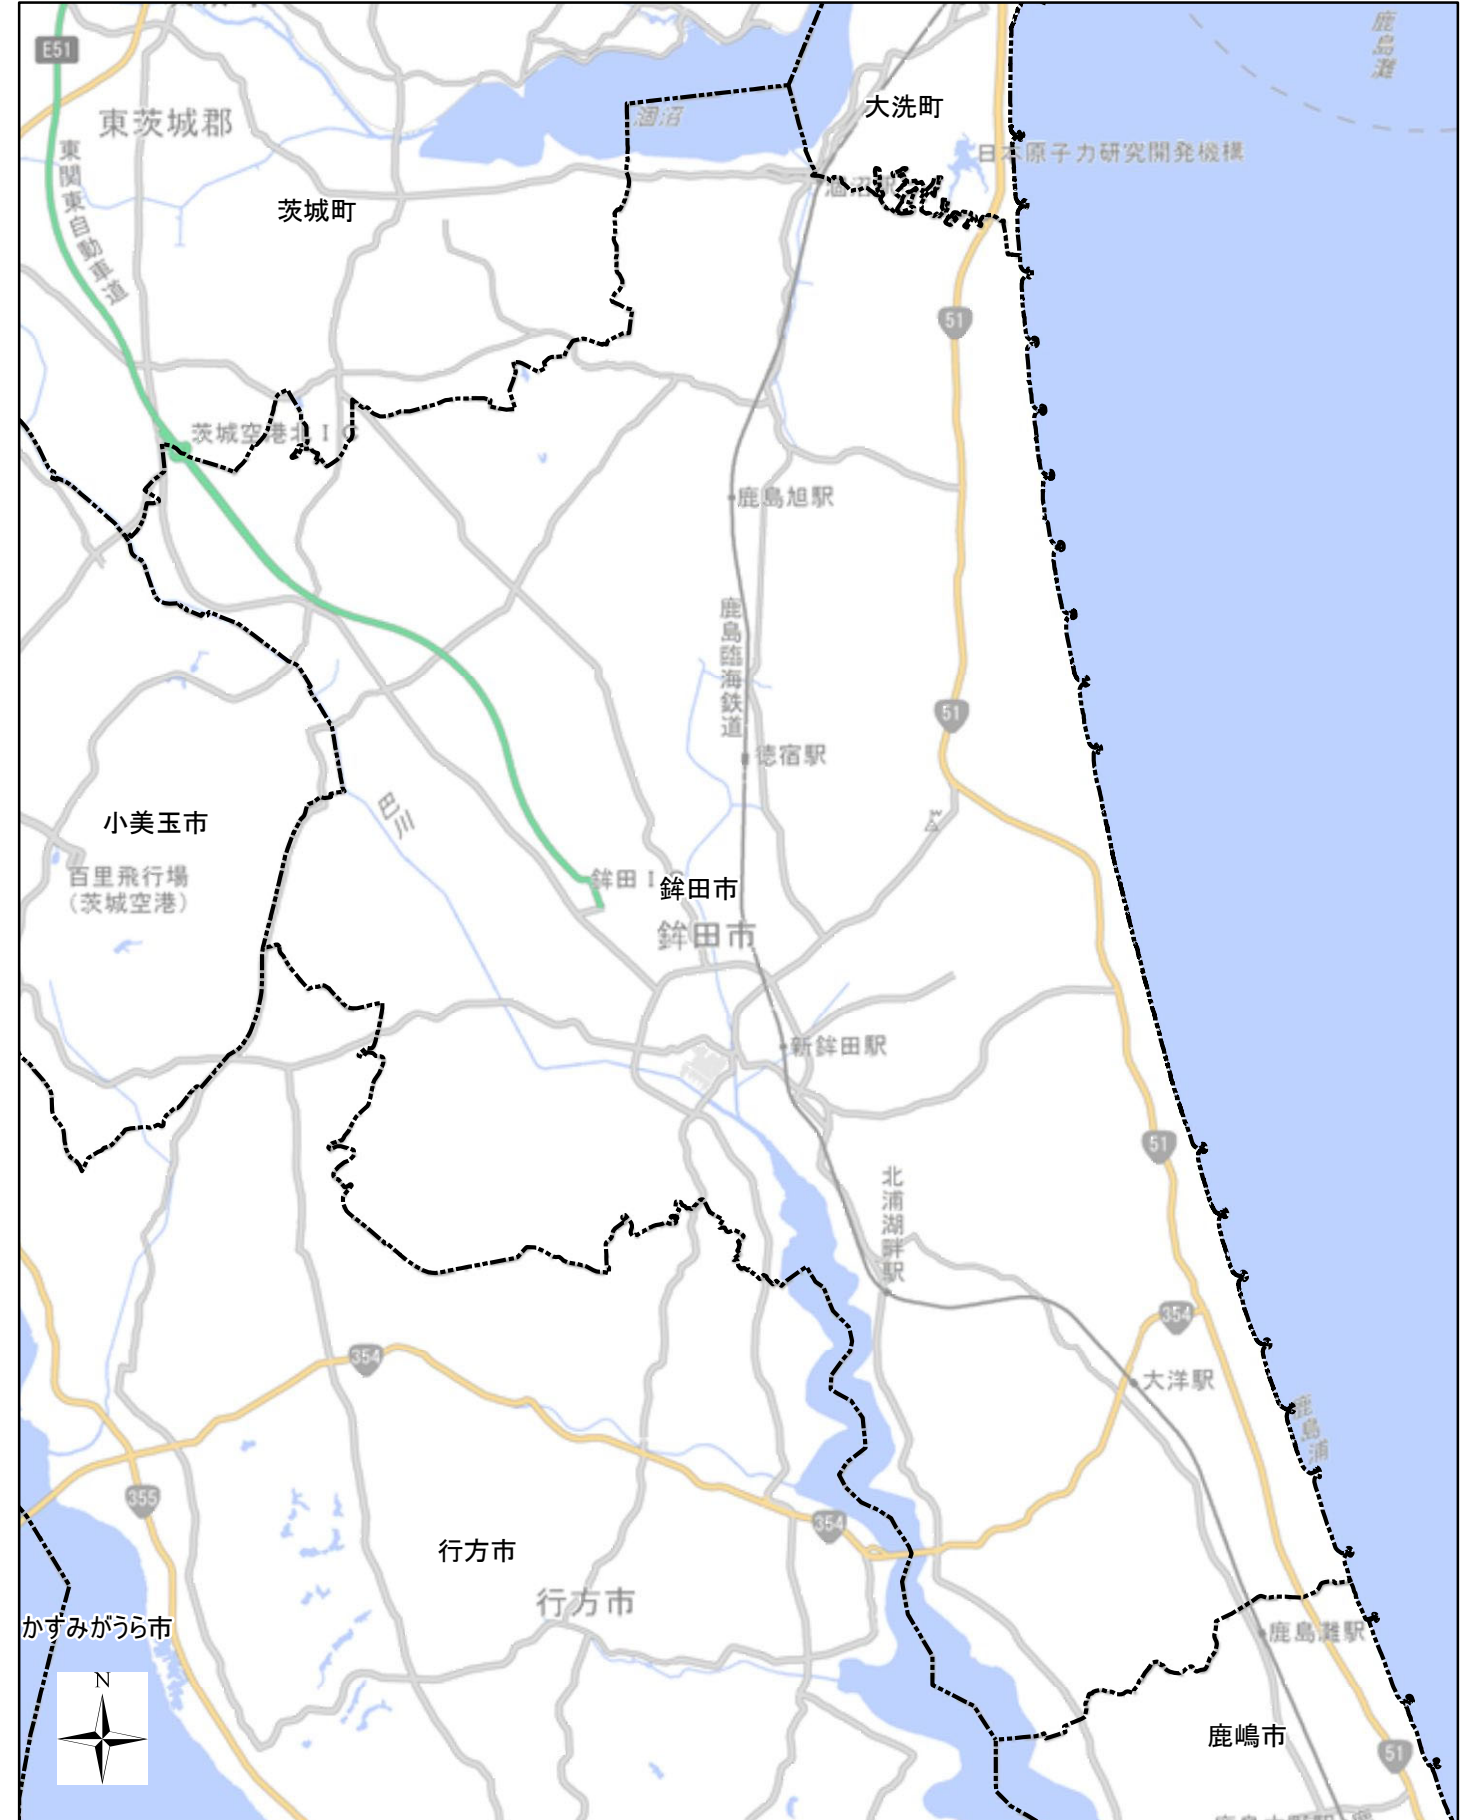 鹿島灘
E51
大洗町
東茨城郡
涸沼
日本原子力研究開発機構
東関東自動車道
茨城町
涸沼駅
51
茨城空港北IC
鹿島旭駅
鹿島臨海鉄道
51
徳宿駅
小美玉市
巴川
百里飛行場
(茨城空港)
鉾田I
鉾田市
鉾田市
新鉾田駅
51
北浦湖畔駅
354
354
大洋駅
鹿島浦
355
354
行方市
行方市
かすみがうら市
鹿島灘駅
N
鹿嶋市
51